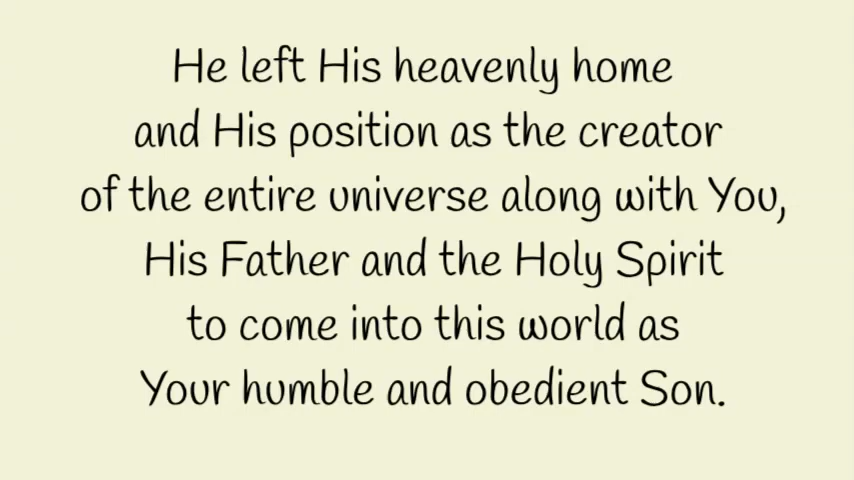 He left His heavenly home
and His position as the creator
of the entire universe along with You,
His Father and the Holy Spirit
to come into this world as
Your humble and obedient Son.